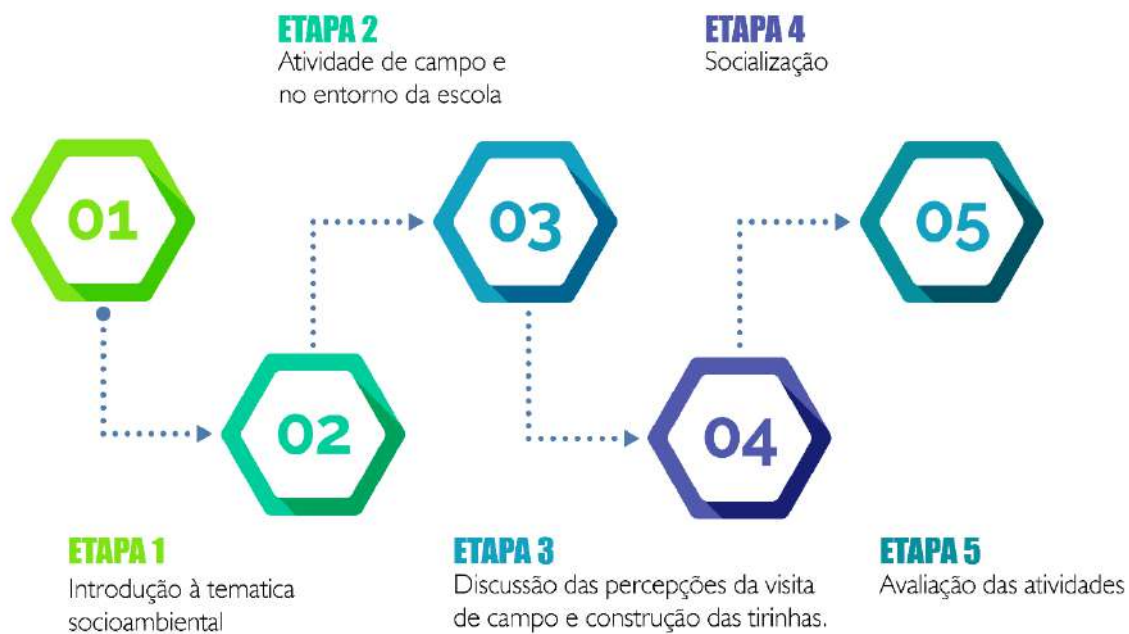 ETAPA 2
Atividade de campo e
no entorno da escola
ETAPA 4
Socialização
01
03
05
02
04
ETAPA 1
Introdução à tematica
socioambiental
ETAPA 3
Discussão das percepções da visita
de campo e construção das tirinhas.
ETAPA 5
Avaliação das atividades